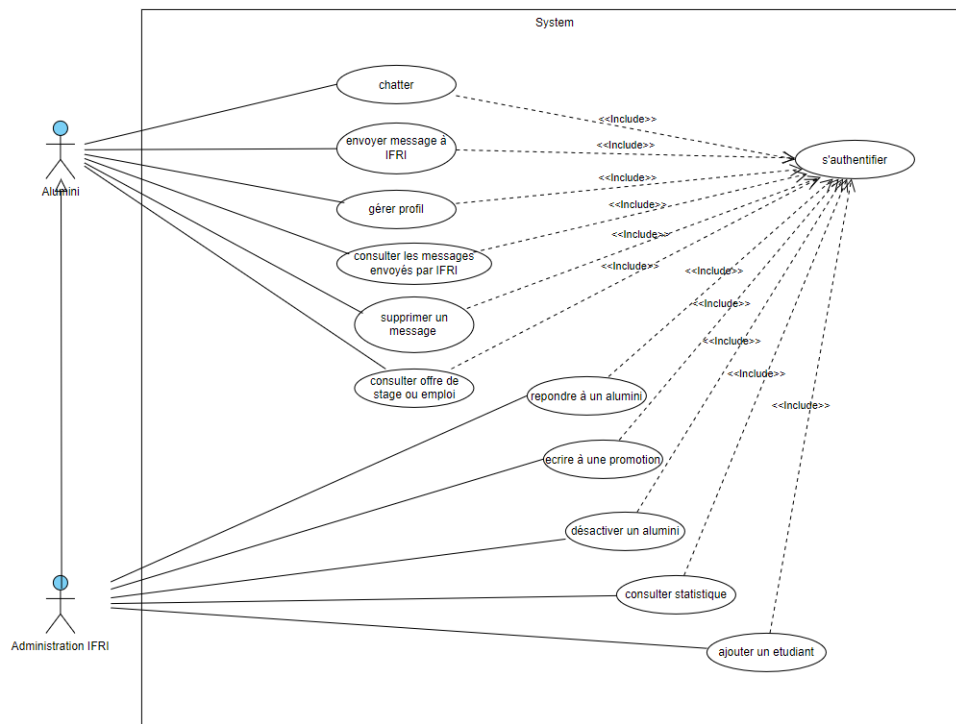 System
chatter
<<Include>>
envoyer message à
IFRI
<<Include>>
s'authentifier
Alumini
gérer profil
<<Include>>
consulter les messages
envoyés par IFRI
<<Include>>
supprimer un
message
<<Include>>
consulter offre de
stage ou emploi
<<Include>>
repondre à un alumini
<<Include>>
ecrire à une promotion
<<Include>>
désactiver un alumini
<<Include>>
consulter statistique
<<Include>>
ajouter un etudiant
<<Include>>
Administration IFRI